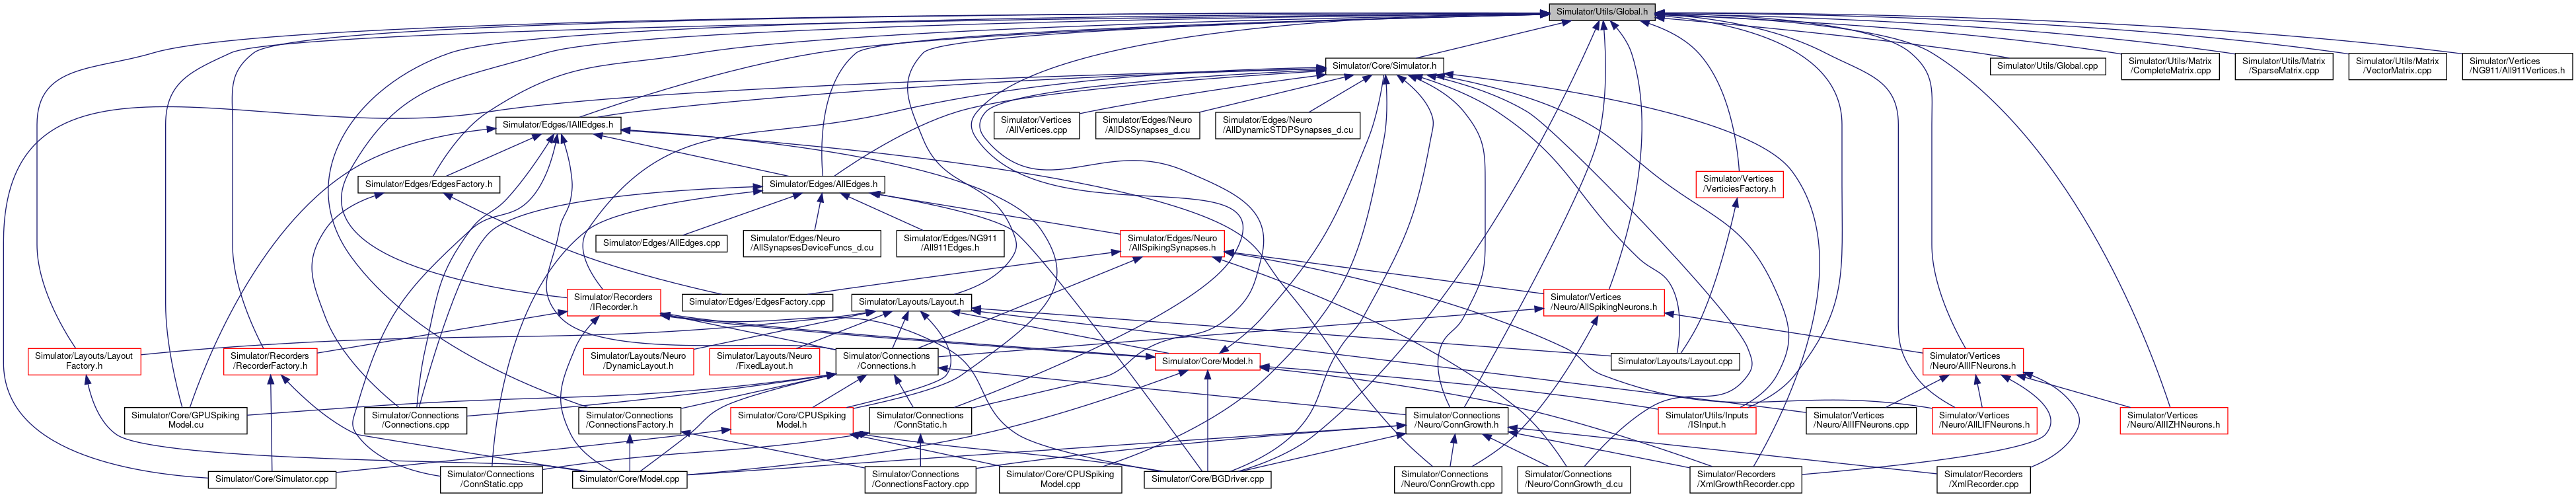 Simulator/Utils/Global.h
Simulator/Core/Simulator.h
Simulator/Utils/Global.cpp
Simulator/Utils/Matrix
/CompleteMatrix.cpp
Simulator/Utils/Matrix
/SparseMatrix.cpp
Simulator/Utils/Matrix
/VectorMatrix.cpp
Simulator/Vertices
/NG911/All911Vertices.h
Simulator/Edges/IAllEdges.h
Simulator/Vertices
/AllVertices.cpp
Simulator/Edges/Neuro
/AllDSSynapses_d.cu
Simulator/Edges/Neuro
/AllDynamicSTDPSynapses_d.cu
Simulator/Edges/EdgesFactory.h
Simulator/Edges/AllEdges.h
Simulator/Vertices
/VerticiesFactory.h
Simulator/Edges/AllEdges.cpp
Simulator/Edges/Neuro
/AllSynapsesDeviceFuncs_d.cu
Simulator/Edges/NG911
/All911Edges.h
Simulator/Edges/Neuro
/AllSpikingSynapses.h
Simulator/Recorders
/IRecorder.h
Simulator/Edges/EdgesFactory.cpp
Simulator/Layouts/Layout.h
Simulator/Vertices
/Neuro/AllSpikingNeurons.h
Simulator/Layouts/Layout
Factory.h
Simulator/Recorders
/RecorderFactory.h
Simulator/Layouts/Neuro
/DynamicLayout.h
Simulator/Layouts/Neuro
/FixedLayout.h
Simulator/Connections
/Connections.h
Simulator/Core/Model.h
Simulator/Layouts/Layout.cpp
Simulator/Vertices
/Neuro/AllIFNeurons.h
Simulator/Core/GPUSpiking
Model.cu
Simulator/Connections
/Connections.cpp
Simulator/Connections
/ConnectionsFactory.h
Simulator/Core/CPUSpiking
Model.h
Simulator/Connections
/ConnStatic.h
Simulator/Connections
/Neuro/ConnGrowth.h
Simulator/Utils/Inputs
/ISInput.h
Simulator/Vertices
/Neuro/AllIFNeurons.cpp
Simulator/Vertices
/Neuro/AllLIFNeurons.h
Simulator/Vertices
/Neuro/AllIZHNeurons.h
Simulator/Core/Simulator.cpp
Simulator/Connections
/ConnStatic.cpp
Simulator/Core/Model.cpp
Simulator/Connections
/ConnectionsFactory.cpp
Simulator/Core/CPUSpiking
Model.cpp
Simulator/Core/BGDriver.cpp
Simulator/Connections
/Neuro/ConnGrowth.cpp
Simulator/Connections
/Neuro/ConnGrowth_d.cu
Simulator/Recorders
/XmlGrowthRecorder.cpp
Simulator/Recorders
/XmlRecorder.cpp